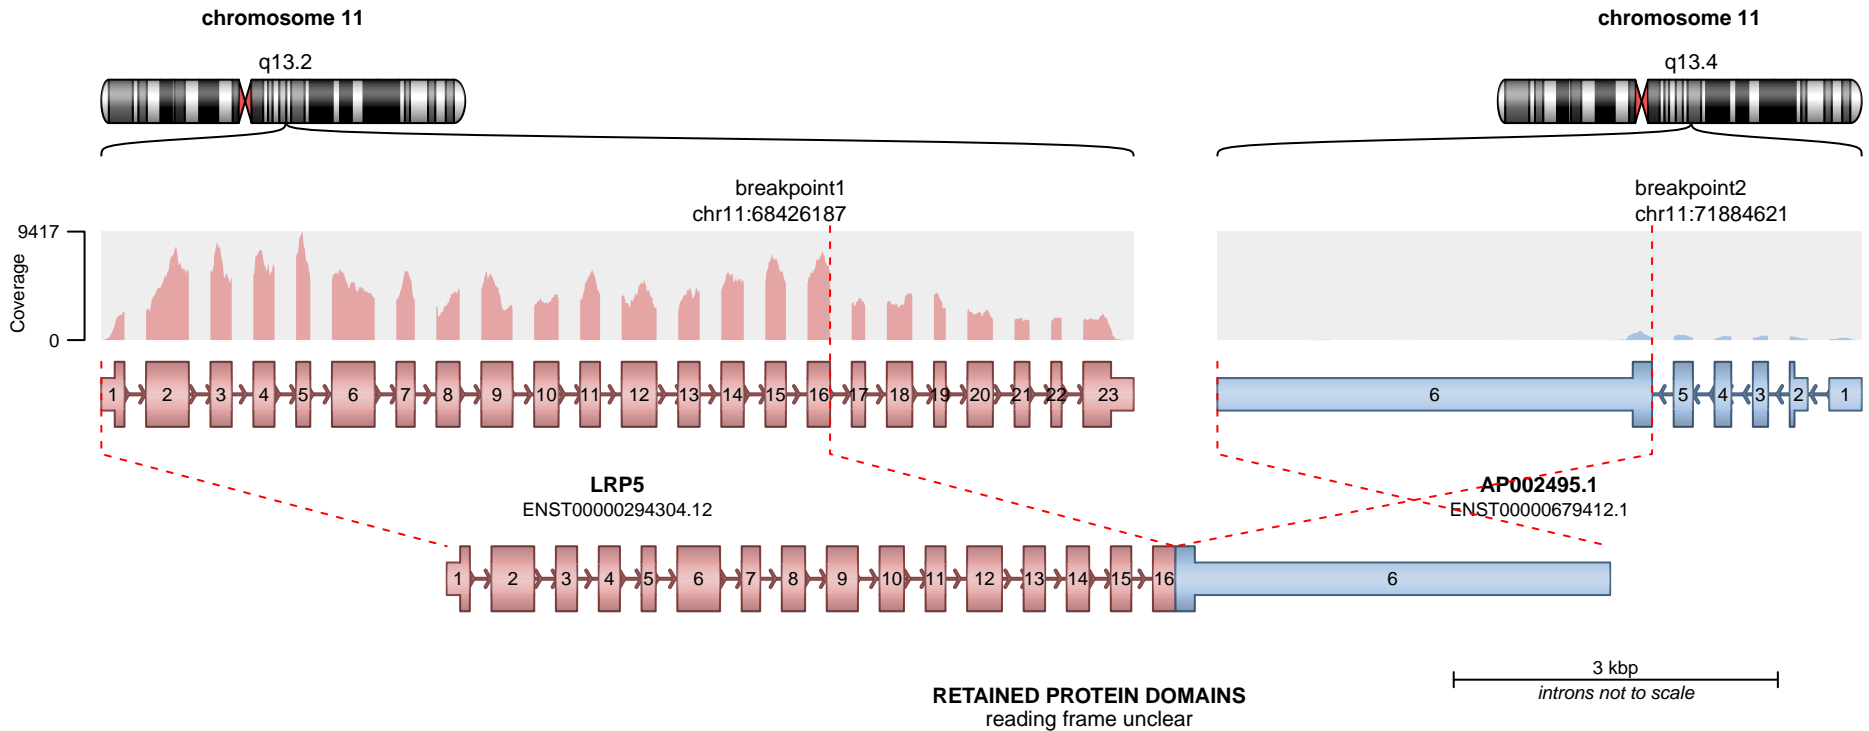 chromosome 11
chromosome 11
q13.2
q13.4
breakpoint1
chr11:68426187
breakpoint2
chr11:71884621
9417
Coverage
0
1 2 3 4 5 6 7 8 9 10 11 12 13 14 15 16 17 18 19 20 21 22 23
6 5 4 3 2 1
LRP5
ENST00000294304.12
AP002495.1
ENST00000679412.1
1 2 3 4 5 6 7 8 9 10 11 12 13 14 15 16 6
3 kbp
introns not to scale
RETAINED PROTEIN DOMAINS
reading frame unclear